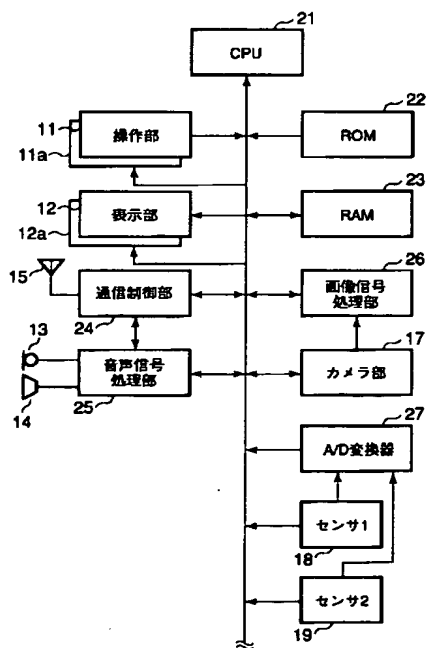 21
CPU
11
操作部
11a
22
ROM
12
表示部
12a
23
RAM
15
通信制御部
24
26
画像信号
処理部
13
14
音声信号
処理部
25
17
カメラ部
27
A/D変換器
センサ1
18
センサ2
19